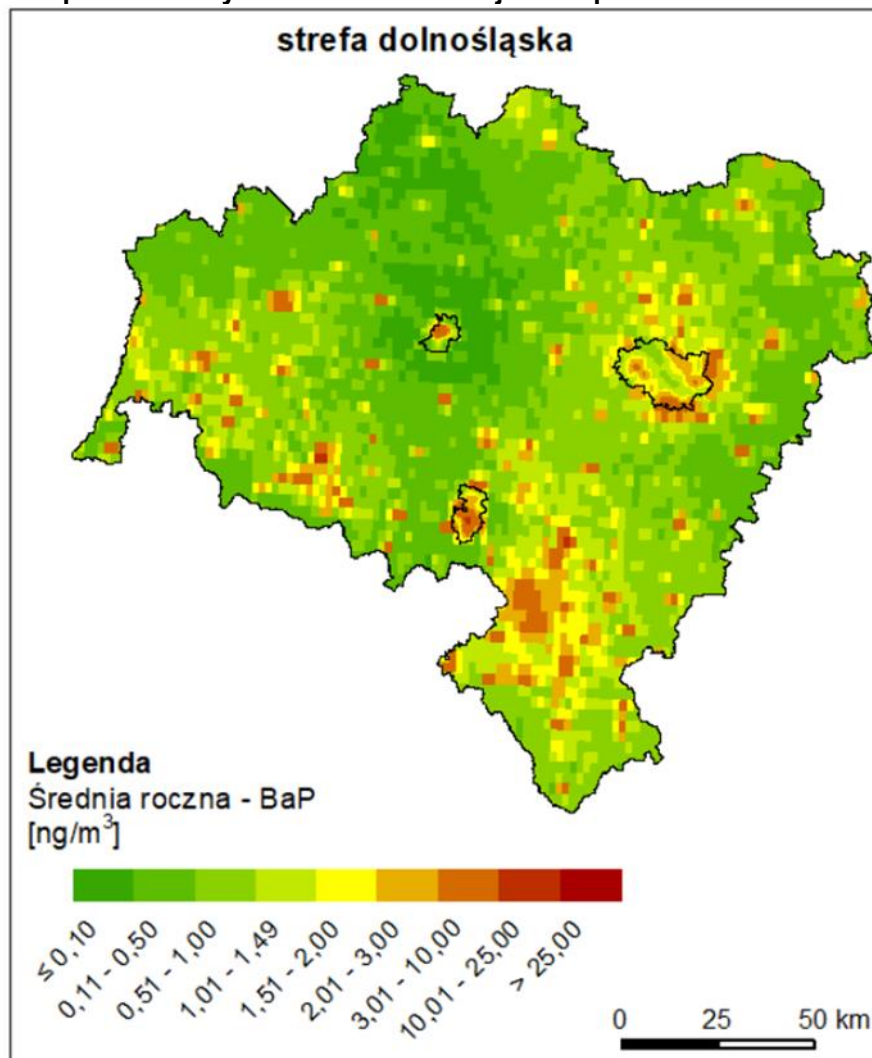 strefa dolnośląska
Legenda
Średnia roczna - BaP
[ng/m³]
≤ 0,10
0,11 - 0,50
0,51 - 1,00
1,01 - 1,49
1,51 - 2,00
2,01 - 3,00
3,01 - 10,00
10,01 - 25,00
> 25,00
0 25 50 km